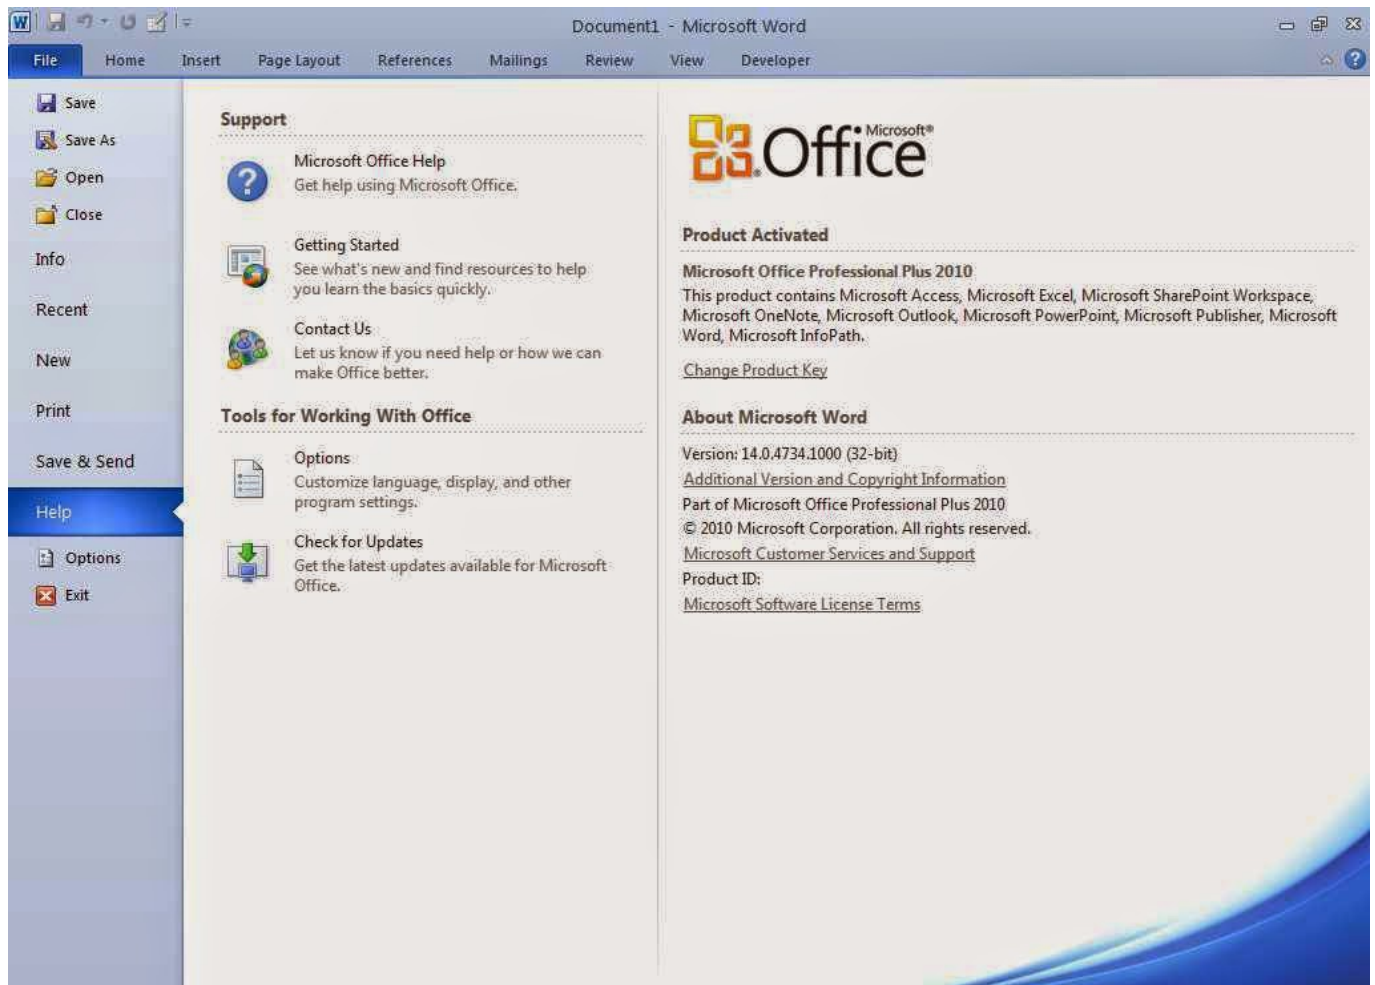 Document1 - Microsoft Word
File Home Insert Page Layout References Mailings Review View Developer
Save
Save As
Open
Close
Info
Recent
New
Print
Save & Send
Help
Options
Exit
Support
Microsoft Office Help
Get help using Microsoft Office.
Getting Started
See what's new and find resources to help
you learn the basics quickly.
Contact Us
Let us know if you need help or how we can
make Office better.
Tools for Working With Office
Options
Customize language, display, and other
program settings.
Check for Updates
Get the latest updates available for Microsoft
Office.
Microsoft®
Office
Product Activated
Microsoft Office Professional Plus 2010
This product contains Microsoft Access, Microsoft Excel, Microsoft SharePoint Workspace,
Microsoft OneNote, Microsoft Outlook, Microsoft PowerPoint, Microsoft Publisher, Microsoft
Word, Microsoft InfoPath.
Change Product Key
About Microsoft Word
Version: 14.0.4734.1000 (32-bit)
Additional Version and Copyright Information
Part of Microsoft Office Professional Plus 2010
© 2010 Microsoft Corporation. All rights reserved.
Microsoft Customer Services and Support
Product ID:
Microsoft Software License Terms